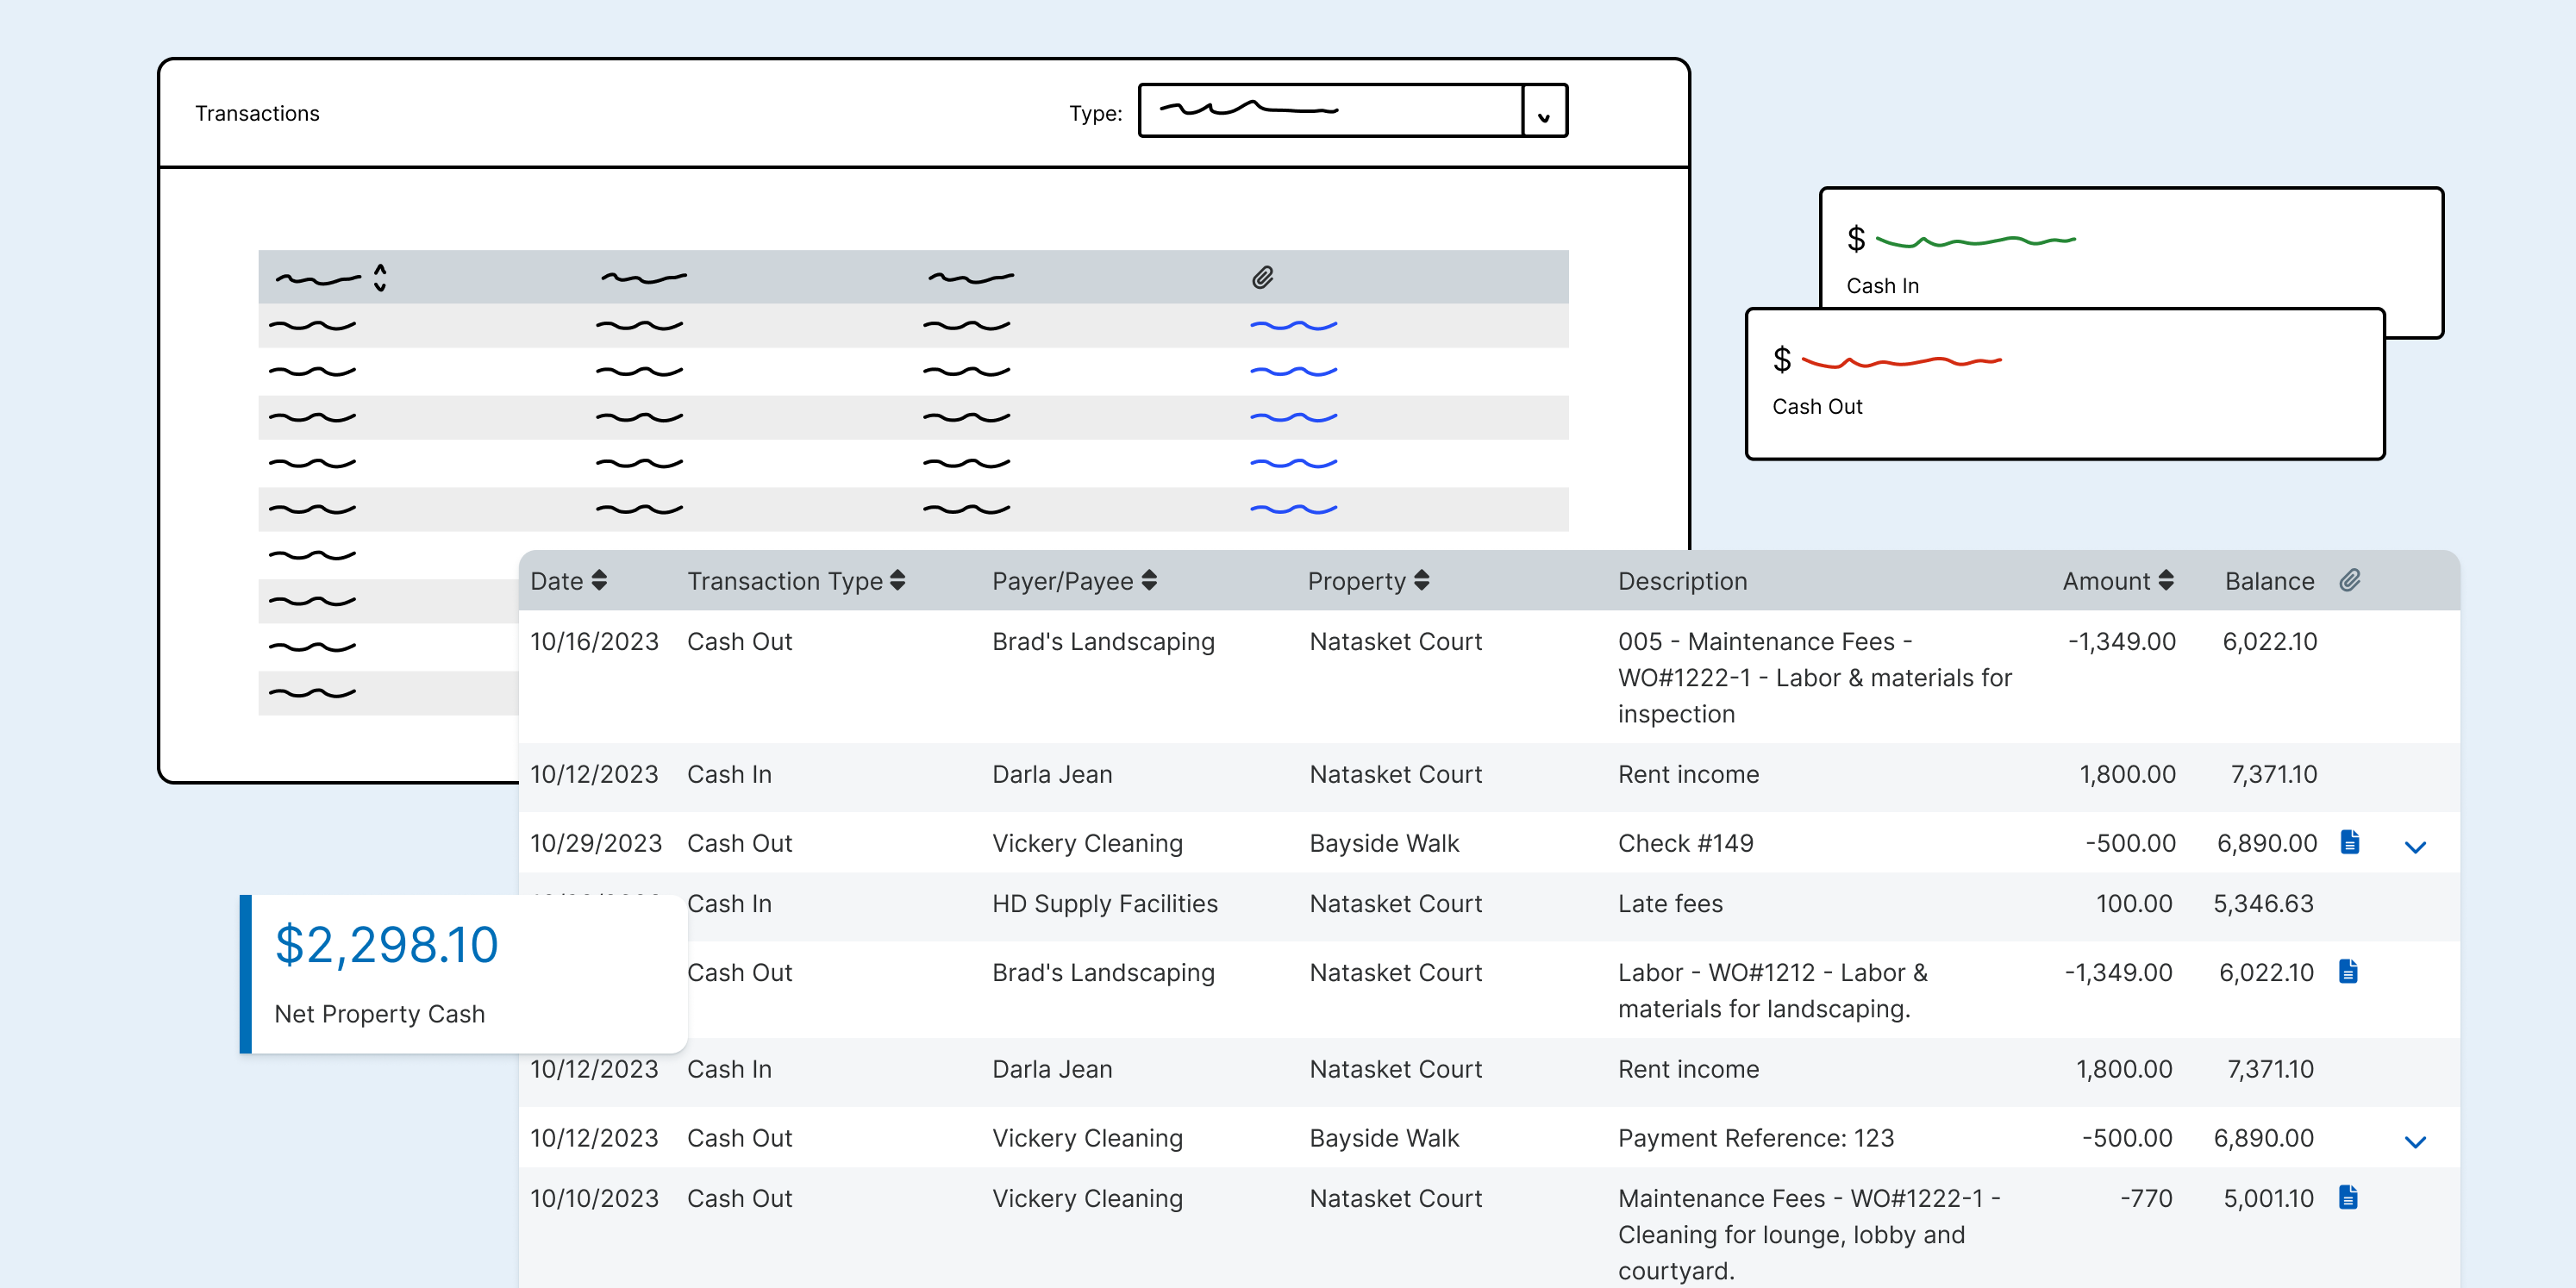 Transactions
Type:
$
Cash In
$
Cash Out
Date Transaction Type Payer/Payee Property Description Amount Balance
10/16/2023 Cash Out Brad's Landscaping Natasket Court 005 - Maintenance Fees - -1,349.00 6,022.10
WO#1222-1 - Labor & materials for
inspection
10/12/2023 Cash In Darla Jean Natasket Court Rent income 1,800.00 7,371.10
10/29/2023 Cash Out Vickery Cleaning Bayside Walk Check #149 -500.00 6,890.00
Cash In HD Supply Facilities Natasket Court Late fees 100.00 5,346.63
Cash Out Brad's Landscaping Natasket Court Labor - WO#1212 - Labor & -1,349.00 6,022.10
materials for landscaping.
$2,298.10
Net Property Cash
10/12/2023 Cash In Darla Jean Natasket Court Rent income 1,800.00 7,371.10
10/12/2023 Cash Out Vickery Cleaning Bayside Walk Payment Reference: 123 -500.00 6,890.00
10/10/2023 Cash Out Vickery Cleaning Natasket Court Maintenance Fees - WO#1222-1 - -770 5,001.10
Cleaning for lounge, lobby and
courtyard.